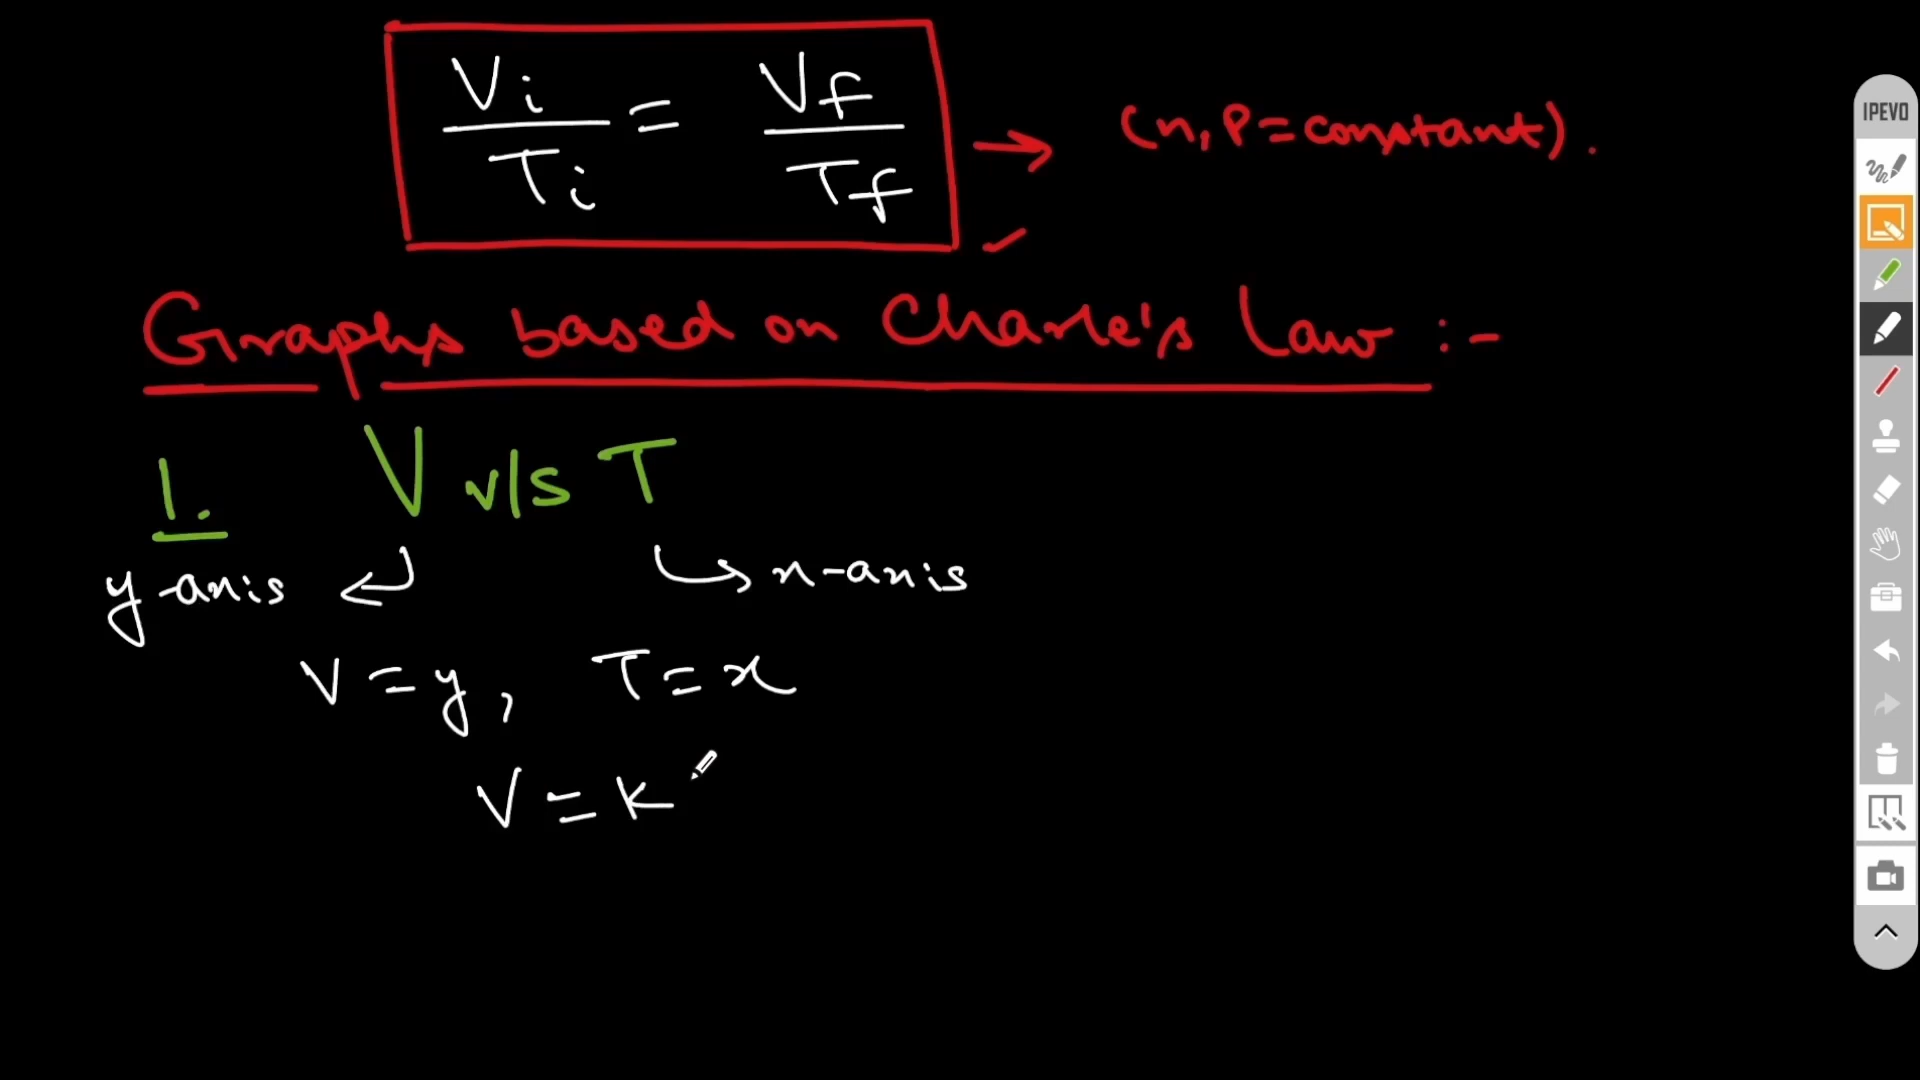 Vi/Ti = Vf/Tf → (n, P = constant).
Graphs based on Charle's Law :-
1. V v/s T
y-axis x-axis
V = y, T = x
V = K
IPEVO